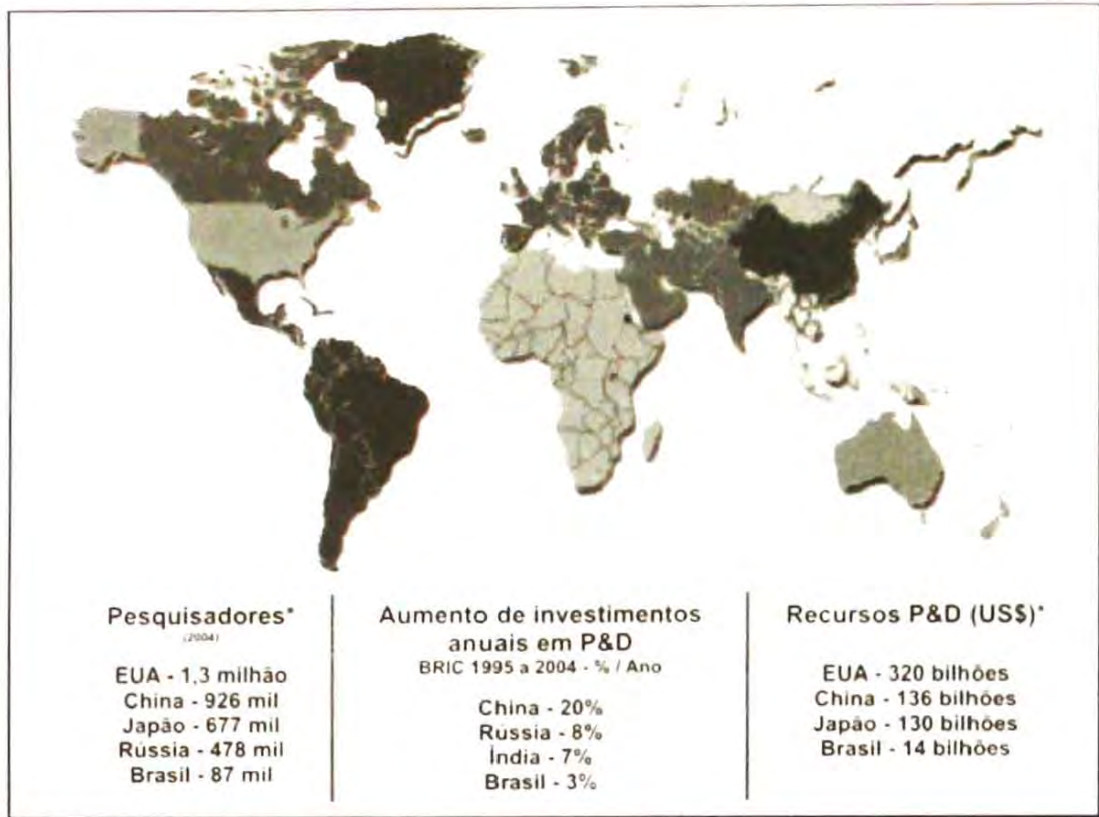 Pesquisadores*
(2004)
EUA - 1,3 milhão
China - 926 mil
Japão - 677 mil
Rússia - 478 mil
Brasil - 87 mil
Aumento de investimentos
anuais em P&D
BRIC 1995 a 2004 - % / Ano
China - 20%
Rússia - 8%
Índia - 7%
Brasil - 3%
Recursos P&D (US$)*
EUA - 320 bilhões
China - 136 bilhões
Japão - 130 bilhões
Brasil - 14 bilhões